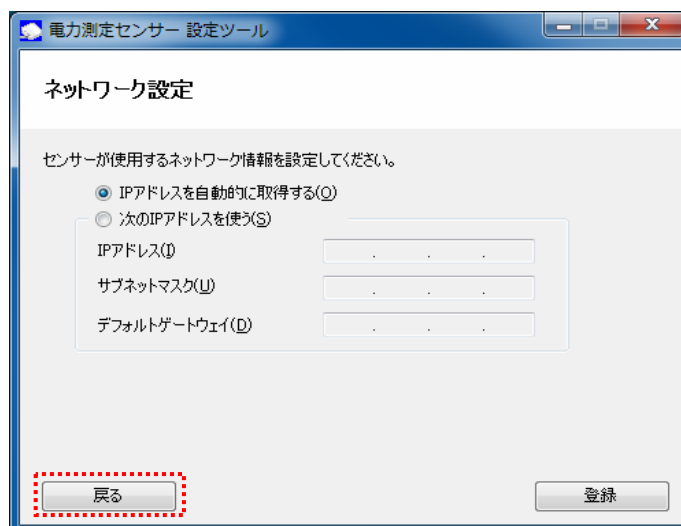 電力測定センサー 設定ツール
ネットワーク設定
センサーが使用するネットワーク情報を設定してください。
IPアドレスを自動的に取得する(O)
次のIPアドレスを使う(S)
IPアドレス(I)
サブネットマスク(U)
デフォルトゲートウェイ(D)
戻る
登録